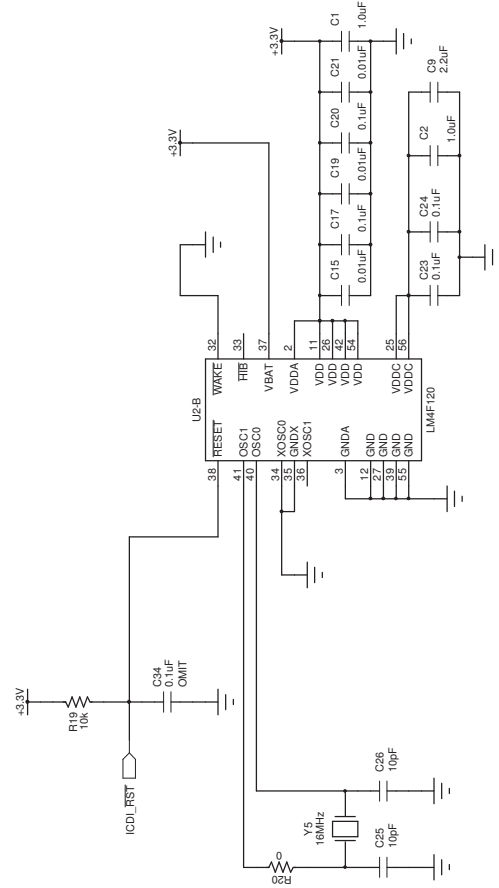 +3.3V
R19
10k
ICDI_RST
C34
0.1uF
OMIT
R20
0
Y5
16MHz
C25
10pF
C26
10pF
U2-B
38
RESET
41
OSC1
40
OSC0
34
XOSC0
35
GNDX
36
XOSC1
3
GNDA
12
GND
27
GND
39
GND
55
GND
WAKE
32
HIB
33
VBAT
37
VDDA
2
VDD
11
VDD
26
VDD
42
VDD
54
VDDC
25
VDDC
56
LM4F120
+3.3V
+3.3V
C15
0.01uF
C17
0.1uF
C19
0.01uF
C20
0.1uF
C21
0.01uF
C1
1.0uF
C23
0.1uF
C24
0.1uF
C2
1.0uF
C9
2.2uF